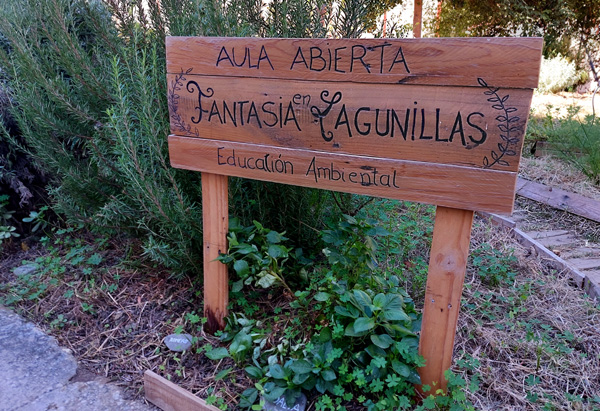 AULA ABIERTA
FANTASIA en LAGUNILLAS
Educación Ambiental